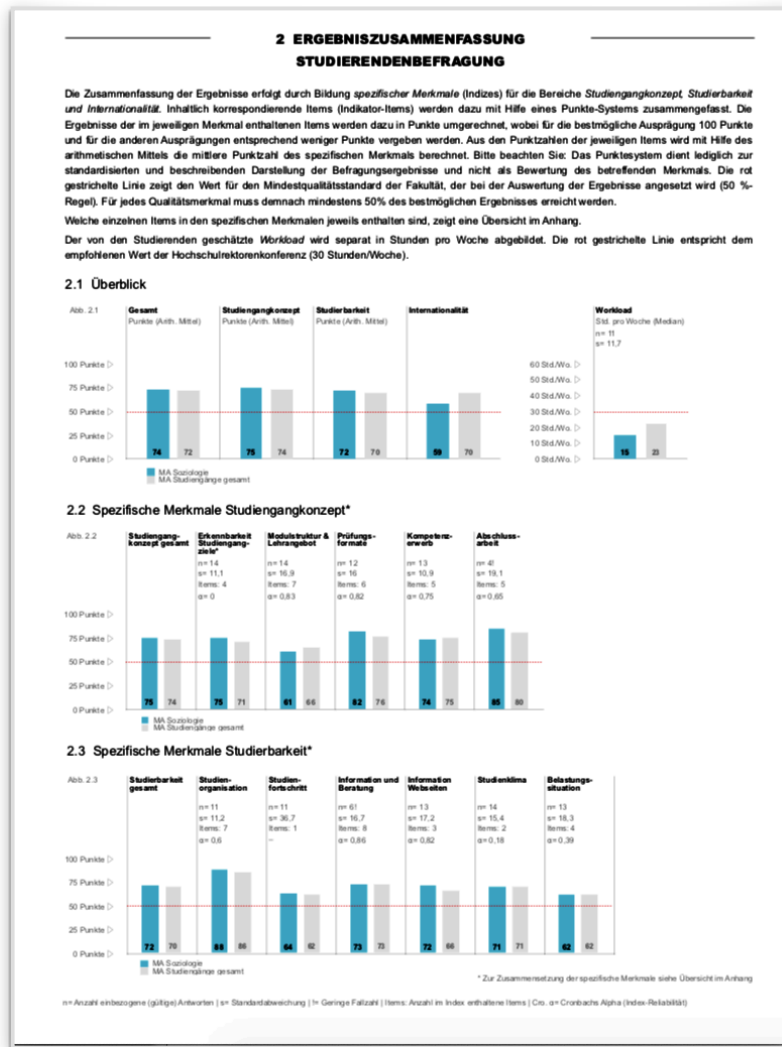 2 ERGEBNISZUSAMMENFASSUNG
STUDIERENDENBEFRAGUNG
Die Zusammenfassung der Ergebnisse erfolgt durch Bildung spezifischer Merkmale (Indizes) für die Bereiche Studiengangkonzept, Studierbarkeit
und Internationalität. Inhaltlich korrespondierende Items (Indikator-Items) werden dazu mit Hilfe eines Punkte-Systems zusammengefasst. Die
Ergebnisse der im jeweiligen Merkmal enthaltenen Items werden dazu in Punkte umgerechnet, wobei für die bestmögliche Ausprägung 100 Punkte
und für die anderen Ausprägungen entsprechend weniger Punkte vergeben werden. Aus den Punktzahlen der jeweiligen Items wird mit Hilfe des
arithmetischen Mittels die mittlere Punktzahl des spezifischen Merkmals berechnet. Bitte beachten Sie: Das Punktesystem dient lediglich zur
standardisierten und beschreibenden Darstellung der Befragungsergebnisse und nicht als Bewertung des betreffenden Merkmals. Die rot
gestrichelte Linie zeigt den Wert für den Mindestqualitätsstandard der Fakultät, der bei der Auswertung der Ergebnisse angesetzt wird (50 %-
Regel). Für jedes Qualitätsmerkmal muss demnach mindestens 50% des bestmöglichen Ergebnisses erreicht werden.
Welche einzelnen Items in den spezifischen Merkmalen jeweils enthalten sind, zeigt eine Übersicht im Anhang.
Der von den Studierenden geschätzte Workload wird separat in Stunden pro Woche abgebildet. Die rot gestrichelte Linie entspricht dem
empfohlenen Wert der Hochschulrektorenkonferenz (30 Stunden/Woche).
2.1 Überblick
Abb. 2.1 Gesamt Studiengangkonzept Studierbarkeit Internationalität Workload
Punkte (Arith. Mittel) Punkte (Arith. Mittel) Punkte (Arith. Mittel) Std. pro Woche (Median)
n= 11
s= 11,7
100 Punkte ▷ 60 Std./Wo. ▷
75 Punkte ▷ 50 Std./Wo. ▷
40 Std./Wo. ▷
50 Punkte ▷ 30 Std./Wo. ▷
25 Punkte ▷ 20 Std./Wo. ▷
10 Std./Wo. ▷
0 Punkte ▷ 0 Std./Wo. ▷
74 72 75 74 72 70 59 70 15 23
MA Soziologie
MA Studiengänge gesamt
2.2 Spezifische Merkmale Studiengangkonzept*
Abb. 2.2 Studiengang- Erkennbarkeit Modulstruktur & Prüfungs- Kompetenz- Abschluss-
konzept gesamt Studiengang- Lehrangebot formate erwerb arbeit
ziele*
n= 14 n= 14 n= 12 n= 13 n= 4!
s= 11,1 s= 16,9 s= 16 s= 10,9 s= 19,1
Items: 4 Items: 7 Items: 6 Items: 5 Items: 5
α= 0 α= 0,83 α= 0,82 α= 0,75 α= 0,65
100 Punkte ▷
75 Punkte ▷
50 Punkte ▷
25 Punkte ▷
0 Punkte ▷
75 74 75 71 61 66 82 76 74 75 85 80
MA Soziologie
MA Studiengänge gesamt
2.3 Spezifische Merkmale Studierbarkeit*
Abb. 2.3 Studierbarkeit Studien- Studien- Information und Information Studienklima Belastungs-
gesamt organisation fortschritt Beratung Webseiten situation
n= 11 n= 11 n= 6! n= 13 n= 14 n= 13
s= 11,2 s= 36,7 s= 16,7 s= 17,2 s= 15,4 s= 18,3
Items: 7 Items: 1 Items: 8 Items: 3 Items: 2 Items: 4
α= 0,6 – α= 0,86 α= 0,82 α= 0,18 α= 0,39
100 Punkte ▷
75 Punkte ▷
50 Punkte ▷
25 Punkte ▷
0 Punkte ▷
72 70 88 86 64 62 73 73 72 66 71 71 62 62
MA Soziologie
MA Studiengänge gesamt
* Zur Zusammensetzung der spezifische Merkmale siehe Übersicht im Anhang
n= Anzahl einbezogene (gültige) Antworten | s= Standardabweichung | != Geringe Fallzahl | Items: Anzahl im Index enthaltene Items | Cro. α= Cronbachs Alpha (Index-Reliabilität)